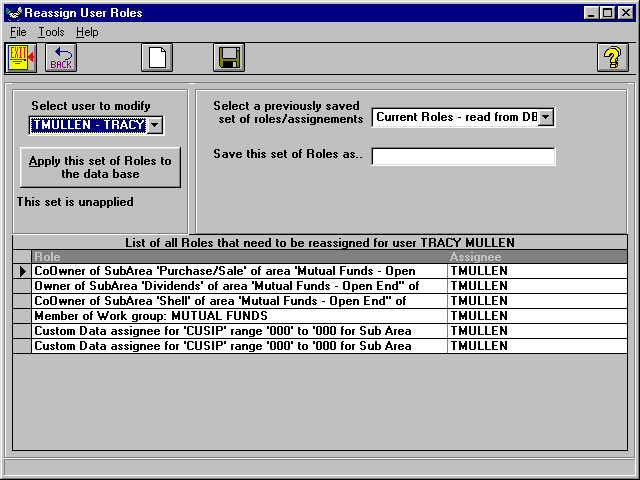 Reassign User Roles
File Tools Help
EXIT
BACK
Select user to modify
TMULLEN - TRACY
Apply this set of Roles to
the data base
This set is unapplied
Select a previously saved
set of roles/assignements
Current Roles - read from DB
Save this set of Roles as..
List of all Roles that need to be reassigned for user TRACY MULLEN
Role Assignee
CoOwner of SubArea 'Purchase/Sale' of area 'Mutual Funds - Open TMULLEN
Owner of SubArea 'Dividends' of area 'Mutual Funds - Open End'' of TMULLEN
CoOwner of SubArea 'Shell' of area 'Mutual Funds - Open End'' of TMULLEN
Member of Work group: MUTUAL FUNDS TMULLEN
Custom Data assignee for 'CUSIP' range '000' to '000 for Sub Area TMULLEN
Custom Data assignee for 'CUSIP' range '000' to '000 for Sub Area TMULLEN